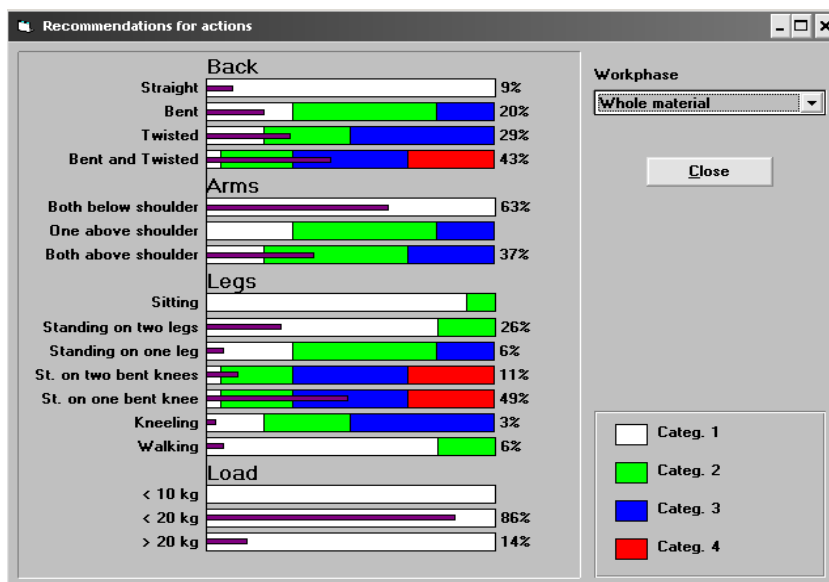 Recommendations for actions
Back
Straight 9%
Bent 20%
Twisted 29%
Bent and Twisted 43%
Arms
Both below shoulder 63%
One above shoulder
Both above shoulder 37%
Legs
Sitting
Standing on two legs 26%
Standing on one leg 6%
St. on two bent knees 11%
St. on one bent knee 49%
Kneeling 3%
Walking 6%
Load
< 10 kg
< 20 kg 86%
> 20 kg 14%
Workphase
Whole material
Close
Categ. 1
Categ. 2
Categ. 3
Categ. 4